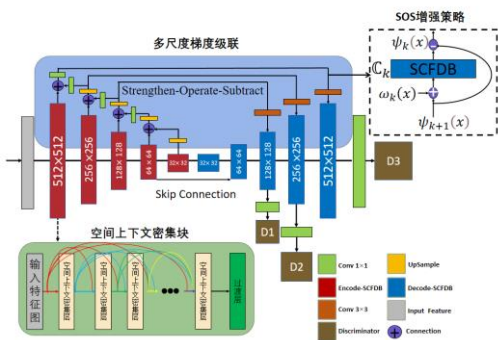 多尺度梯度级联
SOS增强策略
Strengthen-Operate-Subtract
ψk(x)
ℂk
SCFDB
ωk(x)
ψk+1(x)
512×512
256×256
128×128
64×64
32×32
32×32
64×64
128×128
256×256
512×512
Skip Connection
D1
D2
D3
空间上下文密集块
输入特征图
Conv 1×1
UpSample
Encode-SCFDB
Decode-SCFDB
Conv 3×3
Input Feature
Discriminator
Connection